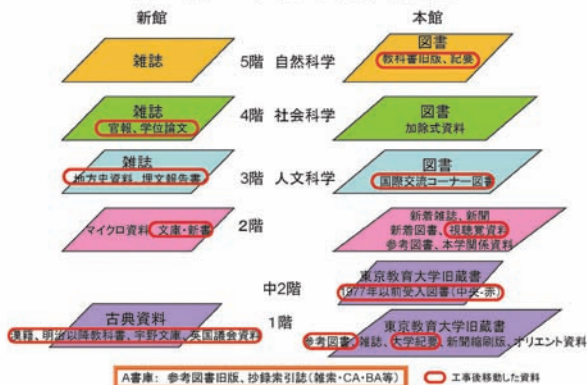 新館
本館
雑誌
5階 自然科学
図書
教科書旧版、紀要
雑誌
官報、学位論文
4階 社会科学
図書
加除式資料
雑誌
地方史資料、埋文報告書
3階 人文科学
図書
国際交流コーナー図書
マイクロ資料 文庫・新書
2階
新着雑誌、新聞
新着図書、視聴覚資料
参考図書、本学関係資料
中2階
東京教育大学旧蔵書
1977年以前受入図書(中央-赤)
古典資料
漢籍、明治以降教科書、宇野文庫、英国議会資料
1階
東京教育大学旧蔵書
参考図書、雑誌、大学紀要、新聞縮刷版、オリエント資料
A書庫: 参考図書旧版、抄録索引誌(雑索・CA・BA等)
工事後移動した資料